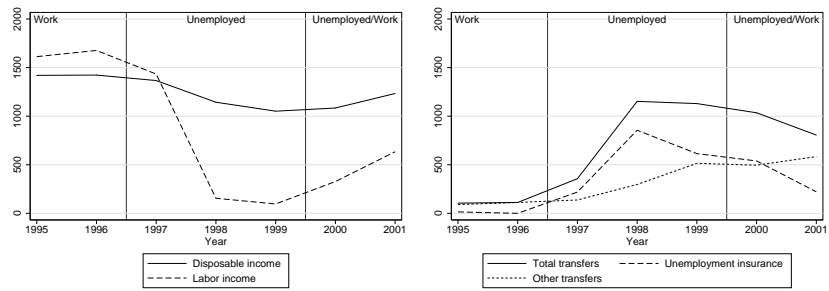 2000
1500
1000
500
0
Work
Unemployed
Unemployed/Work
1995 1996 1997 1998 1999 2000 2001
Year
Disposable income
Labor income
2000
1500
1000
500
0
Work
Unemployed
Unemployed/Work
1995 1996 1997 1998 1999 2000 2001
Year
Total transfers
Unemployment insurance
Other transfers